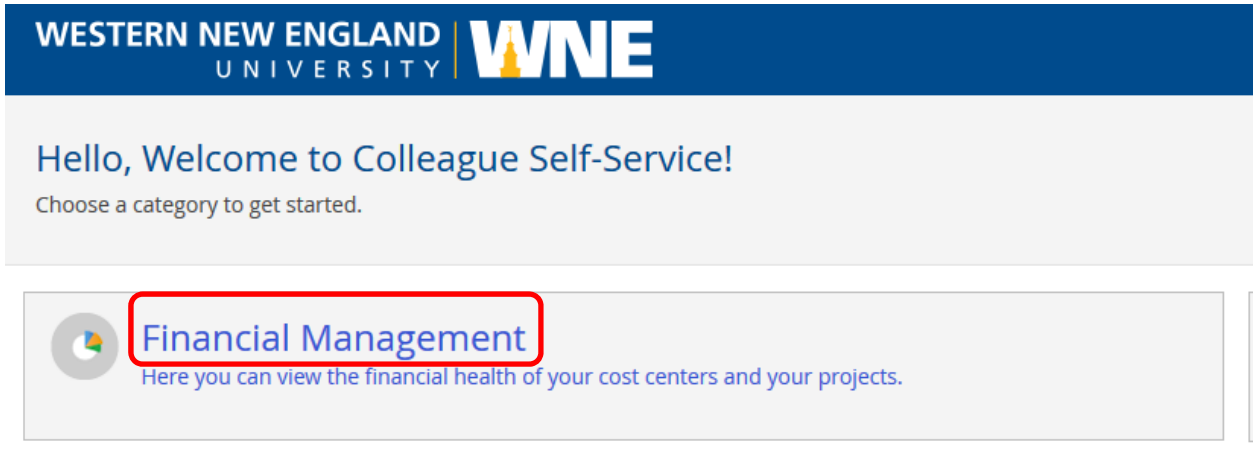 WESTERN NEW ENGLAND
UNIVERSITY
WNE
Hello, Welcome to Colleague Self-Service!
Choose a category to get started.
Financial Management
Here you can view the financial health of your cost centers and your projects.